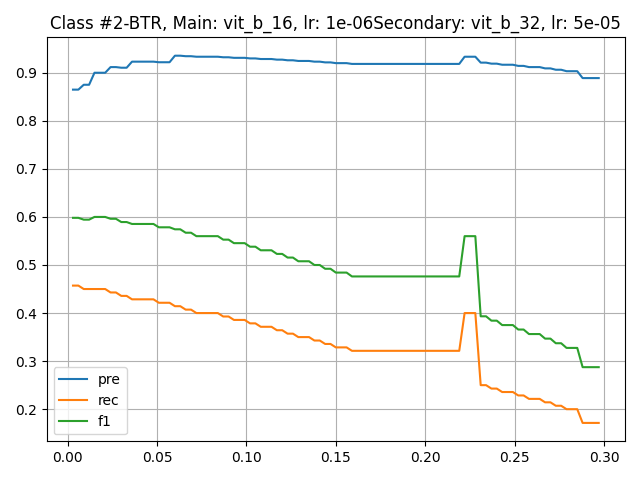 Class #2-BTR, Main: vit_b_16, lr: 1e-06Secondary: vit_b_32, lr: 5e-05
0.9
0.8
0.7
0.6
0.5
0.4
0.3
0.2
pre
rec
f1
0.00 0.05 0.10 0.15 0.20 0.25 0.30